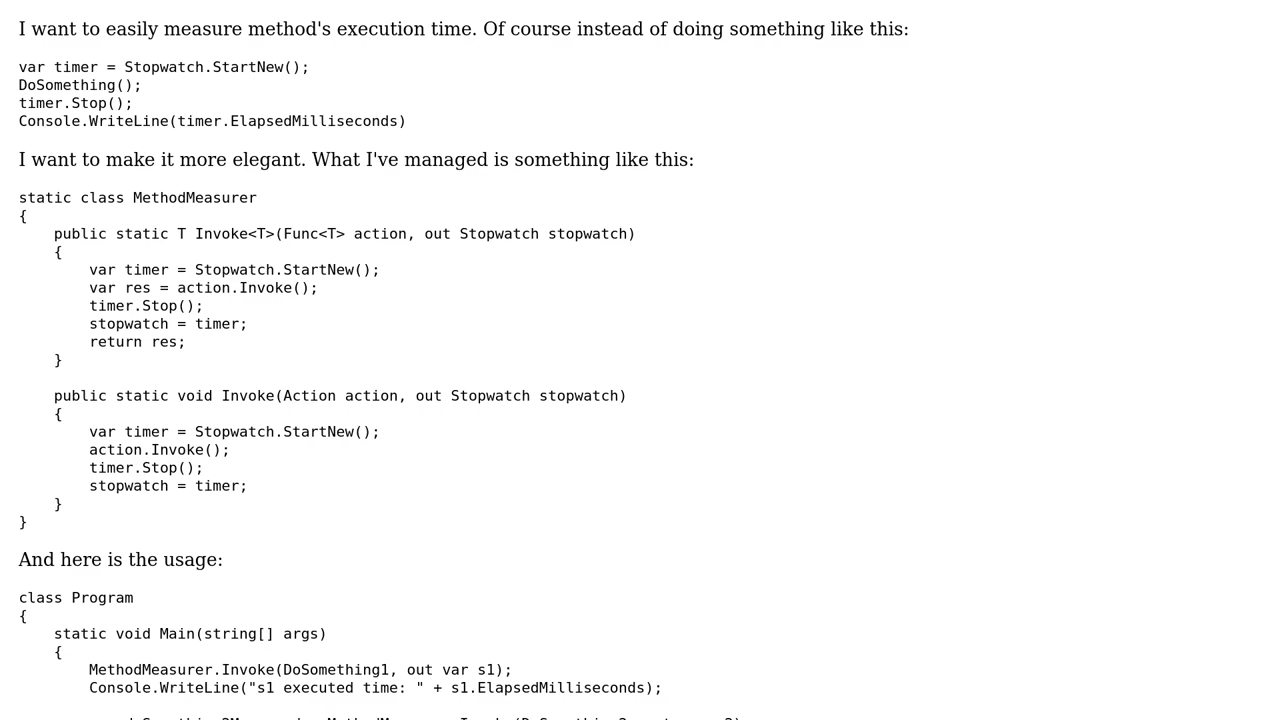 I want to easily measure method's execution time. Of course instead of doing something like this:
var timer = Stopwatch.StartNew();
DoSomething();
timer.Stop();
Console.WriteLine(timer.ElapsedMilliseconds)
I want to make it more elegant. What I've managed is something like this:
static class MethodMeasurer
{
    public static T Invoke<T>(Func<T> action, out Stopwatch stopwatch)
    {
        var timer = Stopwatch.StartNew();
        var res = action.Invoke();
        timer.Stop();
        stopwatch = timer;
        return res;
    }

    public static void Invoke(Action action, out Stopwatch stopwatch)
    {
        var timer = Stopwatch.StartNew();
        action.Invoke();
        timer.Stop();
        stopwatch = timer;
    }
}
And here is the usage:
class Program
{
    static void Main(string[] args)
    {
        MethodMeasurer.Invoke(DoSomething1, out var s1);
        Console.WriteLine("s1 executed time: " + s1.ElapsedMilliseconds);